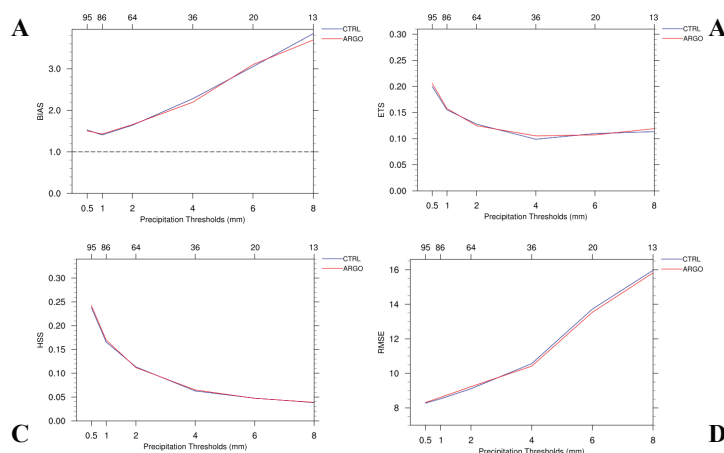 A
95 86 64 36 20 13
CTRL
ARGO
BIAS
3.0
2.0
1.0
0.0
0.5 1 2 4 6 8
Precipitation Thresholds (mm)
A
95 86 64 36 20 13
CTRL
ARGO
ETS
0.30
0.25
0.20
0.15
0.10
0.05
0.00
0.5 1 2 4 6 8
Precipitation Thresholds (mm)
95 86 64 36 20 13
CTRL
ARGO
HSS
0.30
0.25
0.20
0.15
0.10
0.05
0.00
0.5 1 2 4 6 8
Precipitation Thresholds (mm)
C
95 86 64 36 20 13
CTRL
ARGO
RMSE
16
14
12
10
8
0.5 1 2 4 6 8
Precipitation Thresholds (mm)
D